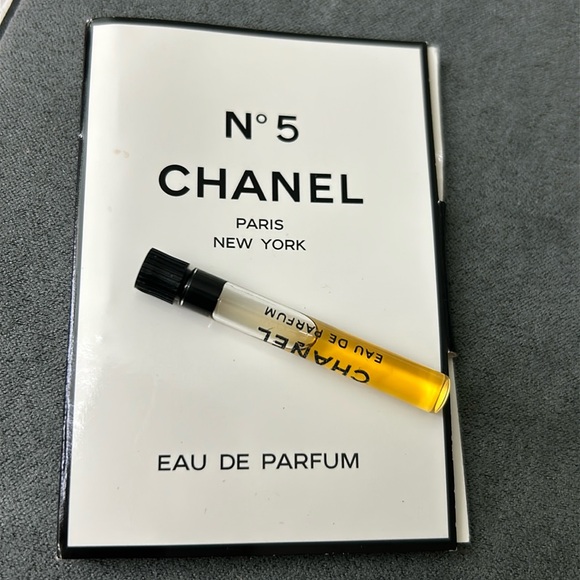 N° 5
CHANEL
PARIS
NEW YORK
CHANEL
EAU DE PARFUM
EAU DE PARFUM